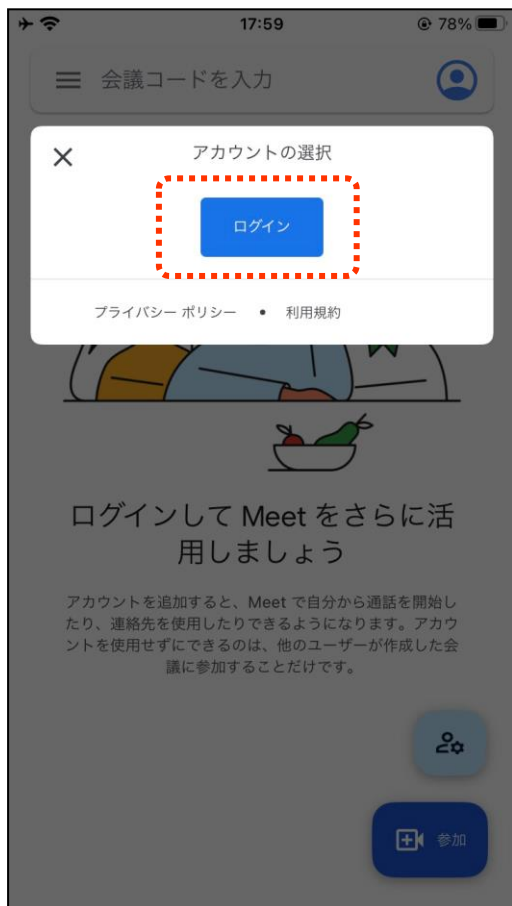 17:59
78%
会議コードを入力
アカウントの選択
ログイン
プライバシー ポリシー • 利用規約
ログインして Meet をさらに活
用しましょう
アカウントを追加すると、Meet で自分から通話を開始し
たり、連絡先を使用したりできるようになります。アカウ
ントを使用せずにできるのは、他のユーザーが作成した会
議に参加することだけです。
参加